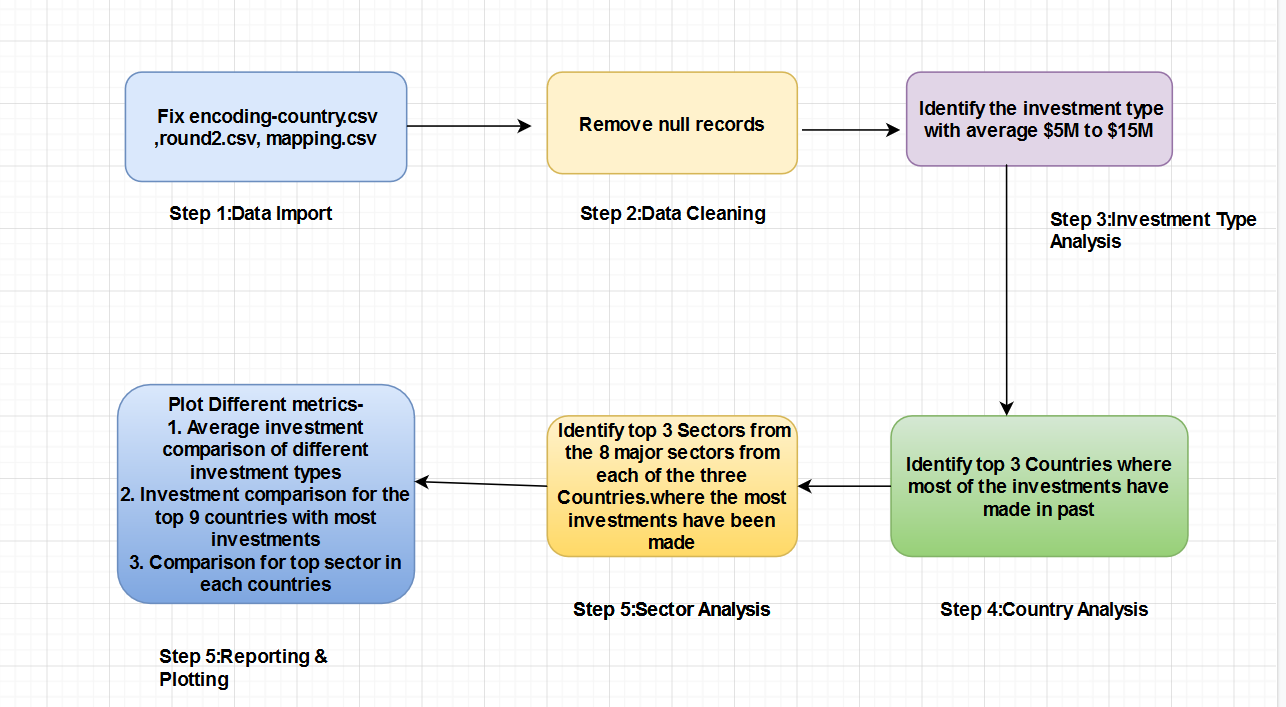 Fix encoding-country.csv
,round2.csv, mapping.csv
Step 1:Data Import
Remove null records
Step 2:Data Cleaning
Identify the investment type
with average $5M to $15M
Step 3:Investment Type
Analysis
Identify top 3 Countries where
most of the investments have
made in past
Step 4:Country Analysis
Identify top 3 Sectors from
the 8 major sectors from
each of the three
Countries.where the most
investments have been
made
Step 5:Sector Analysis
Plot Different metrics-
1. Average investment
comparison of different
investment types
2. Investment comparison for the
top 9 countries with most
investments
3. Comparison for top sector in
each countries
Step 5:Reporting &
Plotting